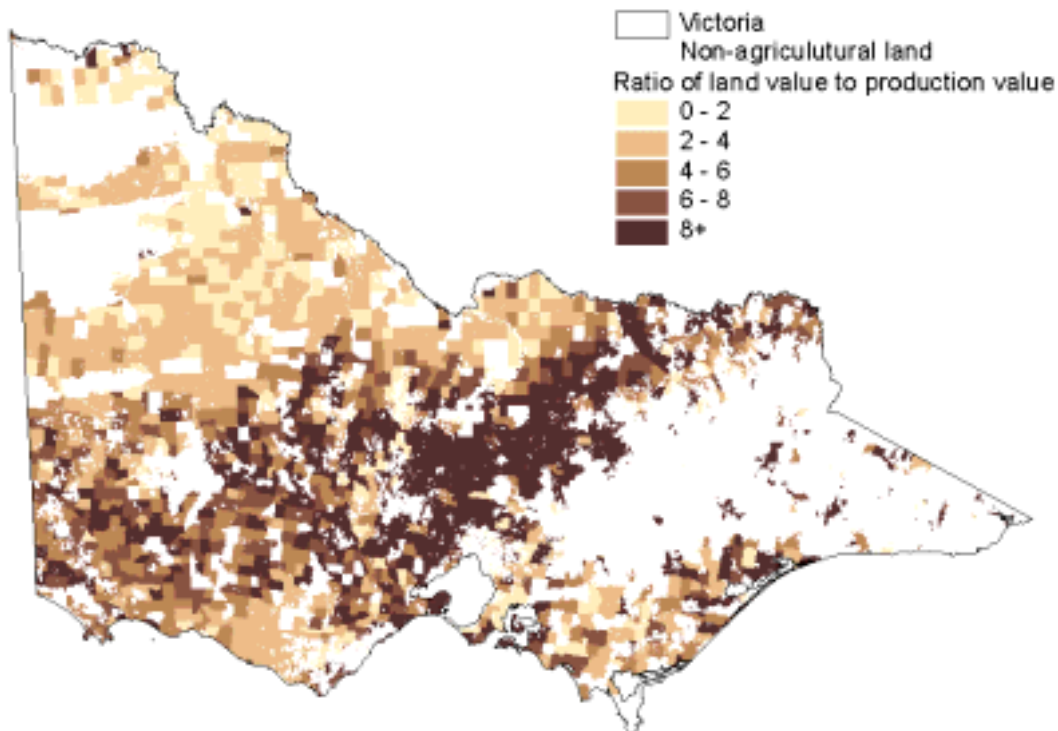 Victoria
Non-agriculutural land
Ratio of land value to production value
0 - 2
2 - 4
4 - 6
6 - 8
8+